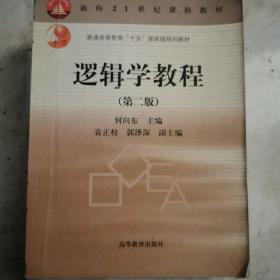 面向21世纪课程教材
普通高等教育“十五”国家级规划教材
逻辑学教程
（第二版）
何向东 主编
袁正校 郭泽深 副主编
高等教育出版社